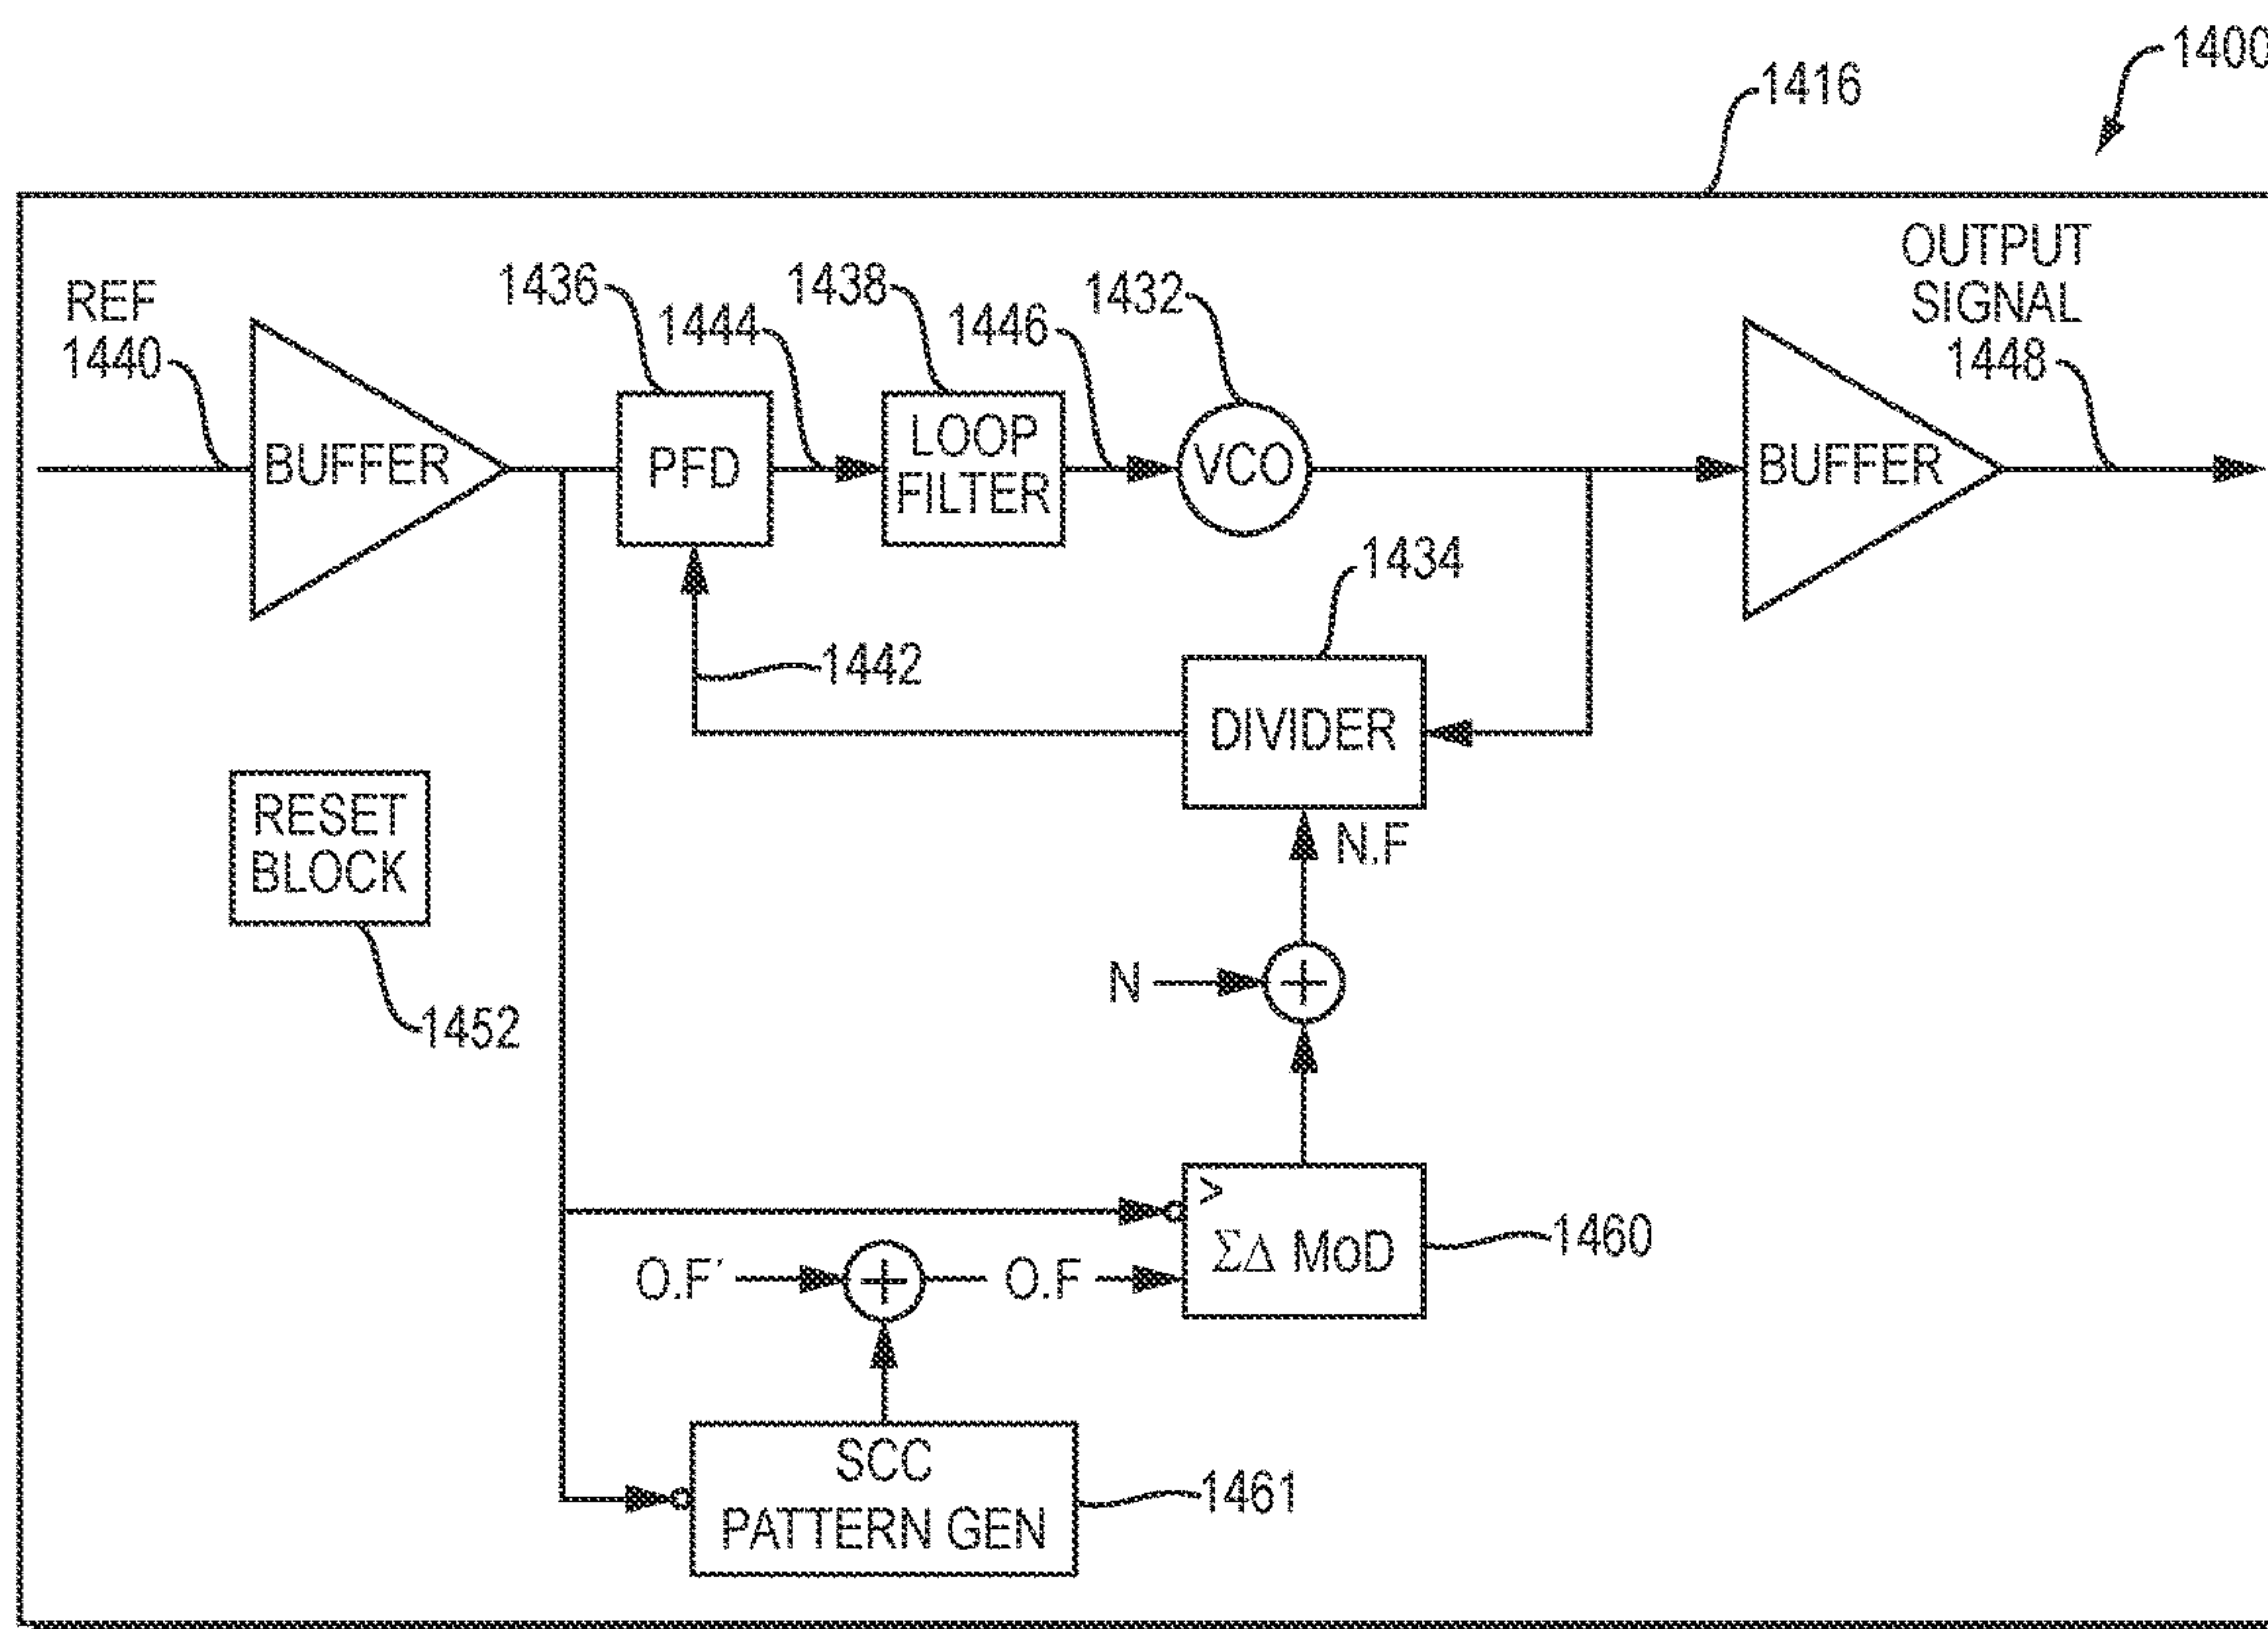 1400
1416
REF
1440
BUFFER
1436
PFD
1444
1438
LOOP
FILTER
1446
1432
VCO
OUTPUT
SIGNAL
1448
BUFFER
1434
DIVIDER
1442
N.F
RESET
BLOCK
1452
N
+
>
ΣΔ MOD
1460
O.F'
+
O.F
SCC
PATTERN GEN
1461